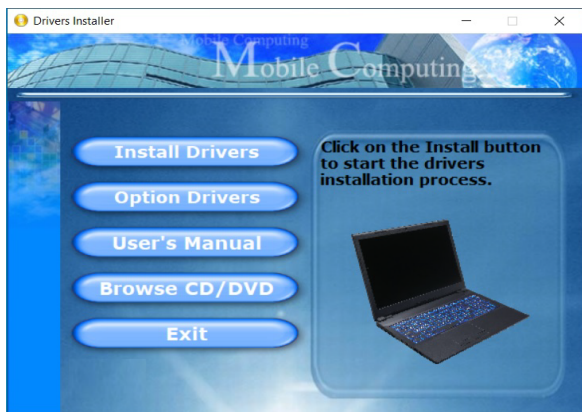 Drivers Installer
Mobile Computing
Mobile Computing
Install Drivers
Option Drivers
User's Manual
Browse CD/DVD
Exit
Click on the Install button
to start the drivers
installation process.